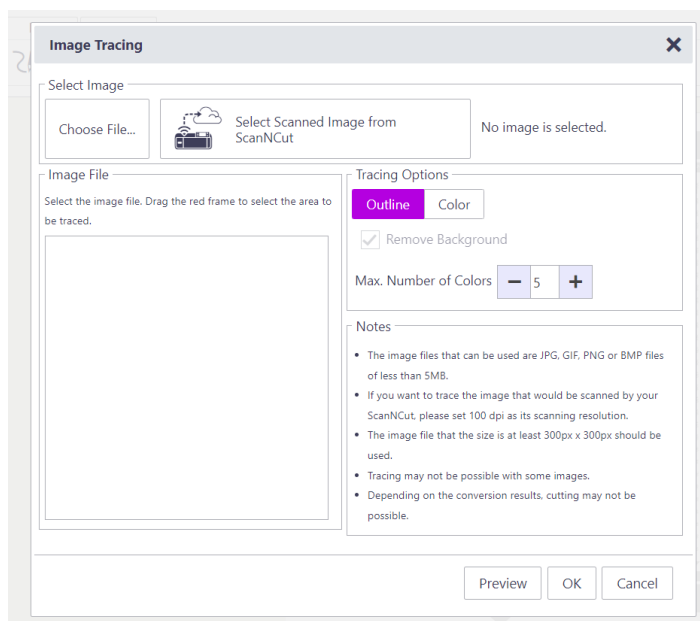 Image Tracing
Select Image
Choose File...
Select Scanned Image from
ScanNCut
No image is selected.
Image File
Select the image file. Drag the red frame to select the area to
be traced.
Tracing Options
Outline
Color
Remove Background
Max. Number of Colors
5
Notes
• The image files that can be used are JPG, GIF, PNG or BMP files
of less than 5MB.
• If you want to trace the image that would be scanned by your
ScanNCut, please set 100 dpi as its scanning resolution.
• The image file that the size is at least 300px x 300px should be
used.
• Tracing may not be possible with some images.
• Depending on the conversion results, cutting may not be
possible.
Preview
OK
Cancel